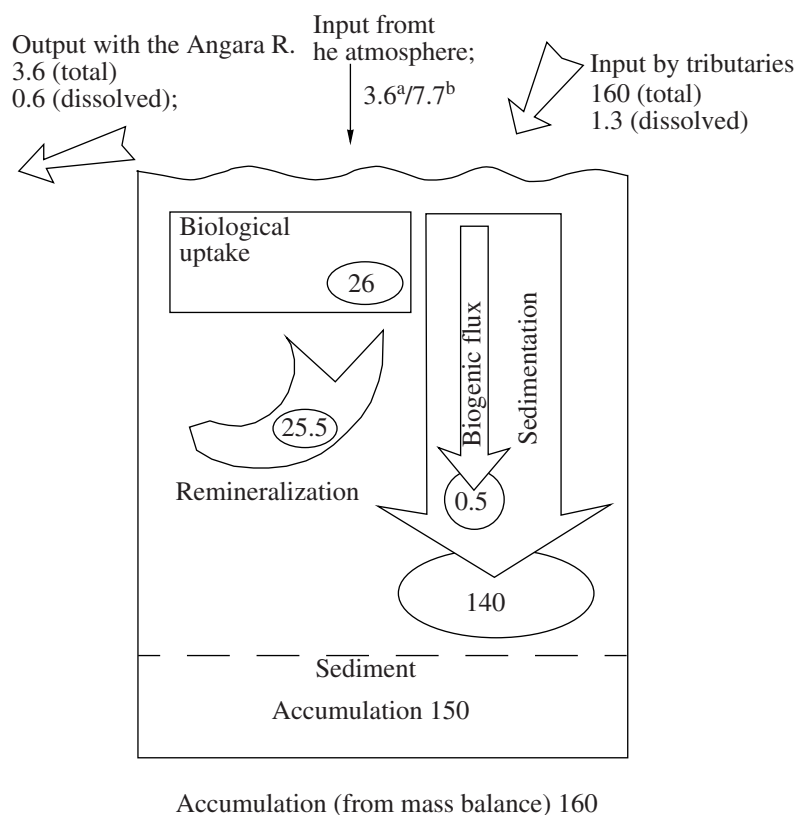 Output with the Angara R.
3.6 (total)
0.6 (dissolved);
Input fromt
he atmosphere;
3.6ᵃ/7.7ᵇ
Input by tributaries
160 (total)
1.3 (dissolved)
Biological
uptake
26
25.5
Remineralization
Biogenic flux
Sedimentation
0.5
140
Sediment
Accumulation 150
Accumulation (from mass balance) 160